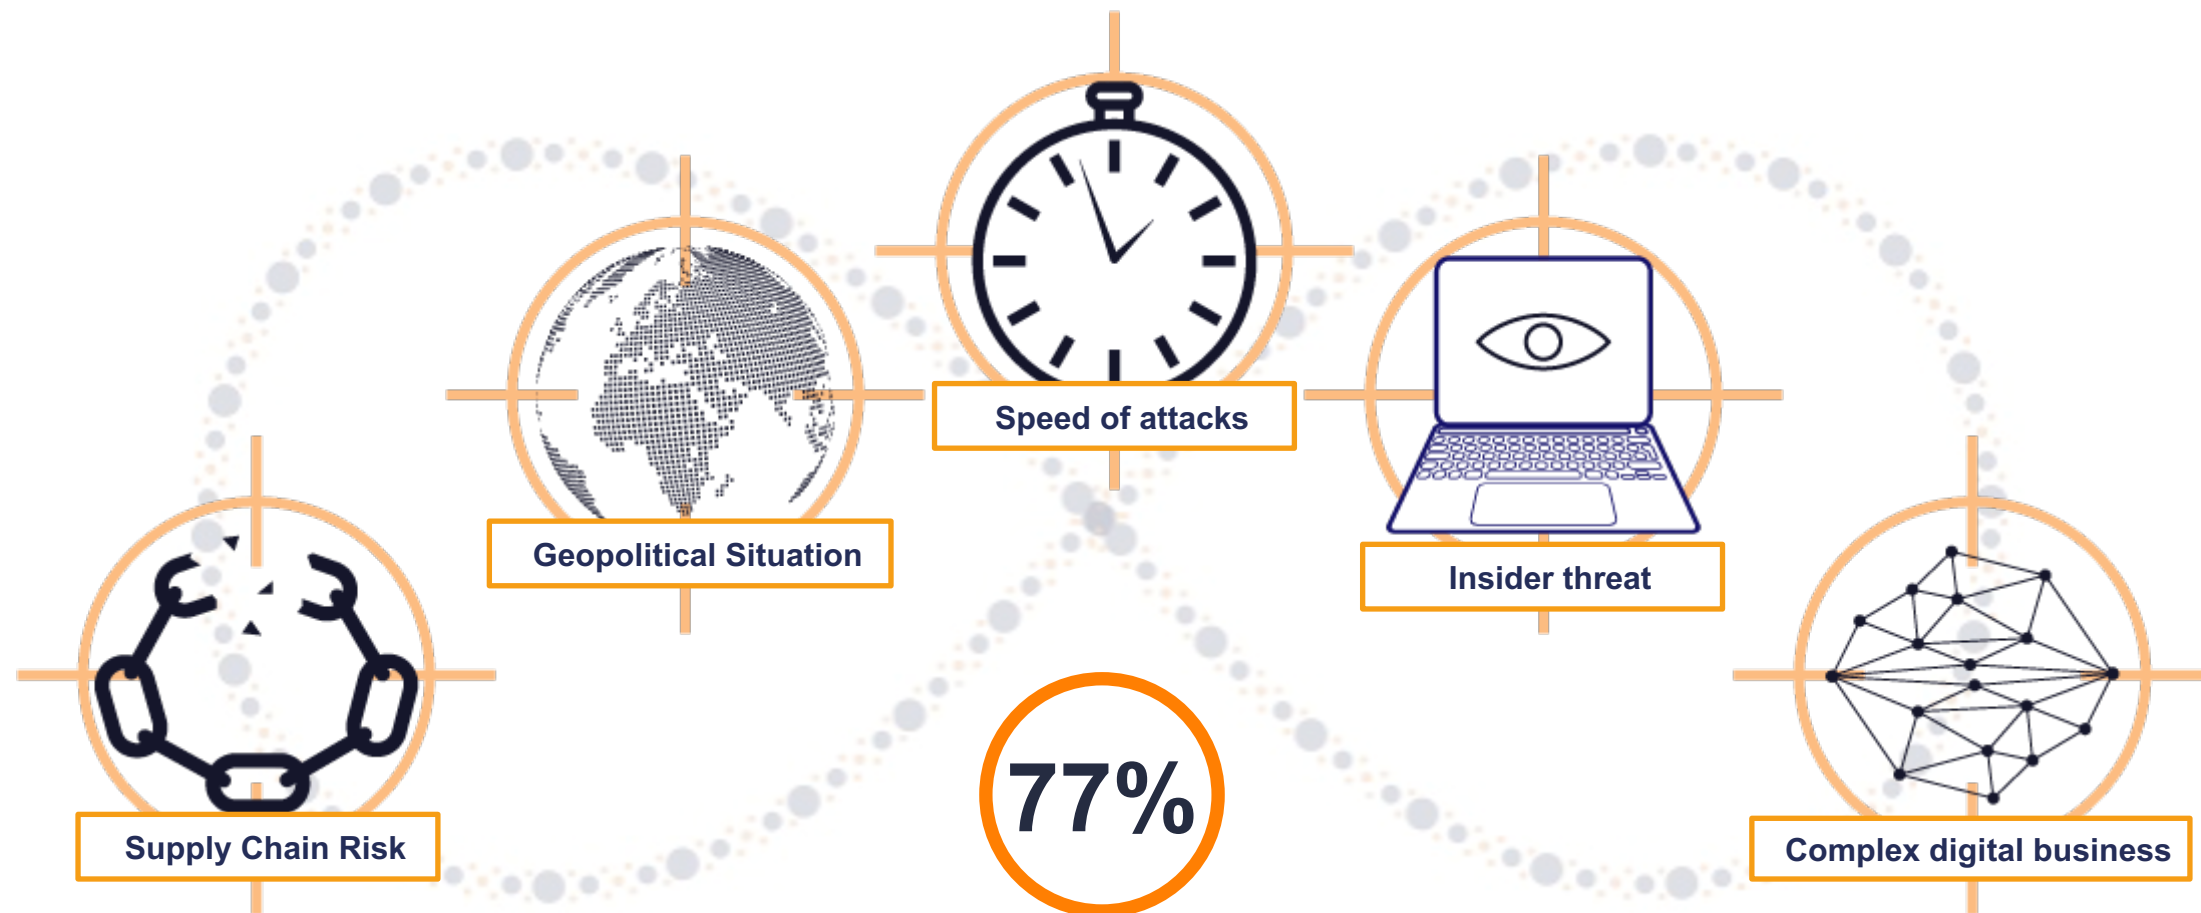 Speed of attacks
Geopolitical Situation
Insider threat
77%
Supply Chain Risk
Complex digital business